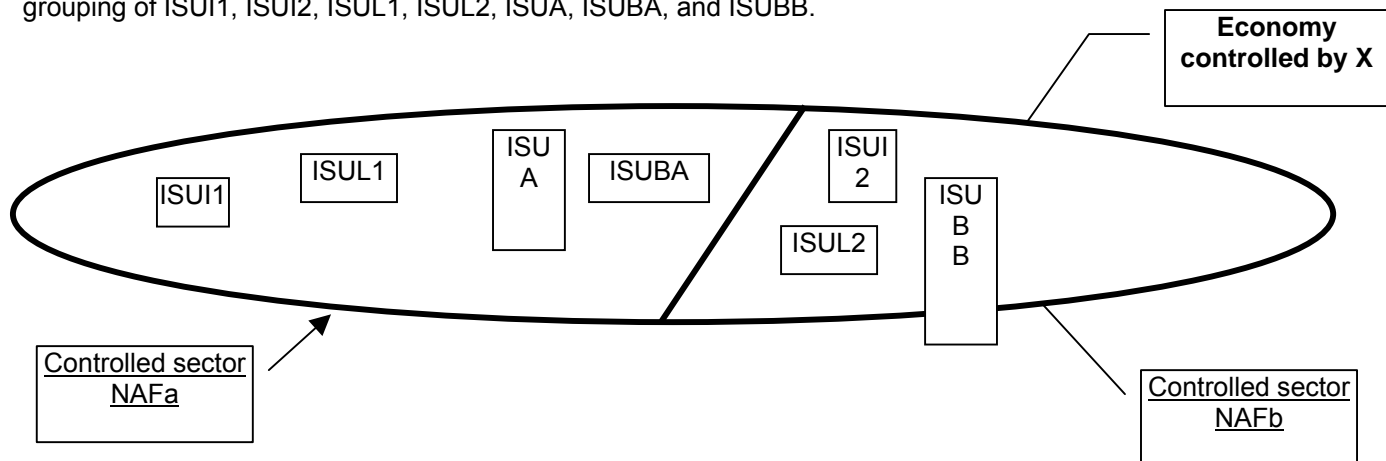 grouping of ISUI1, ISUI2, ISUL1, ISUL2, ISUA, ISUBA, and ISUBB.
Economy
controlled by X
ISUI1
ISUL1
ISU
A
ISUBA
ISUI
2
ISUL2
ISU
B
B
Controlled sector
NAFa
Controlled sector
NAFb